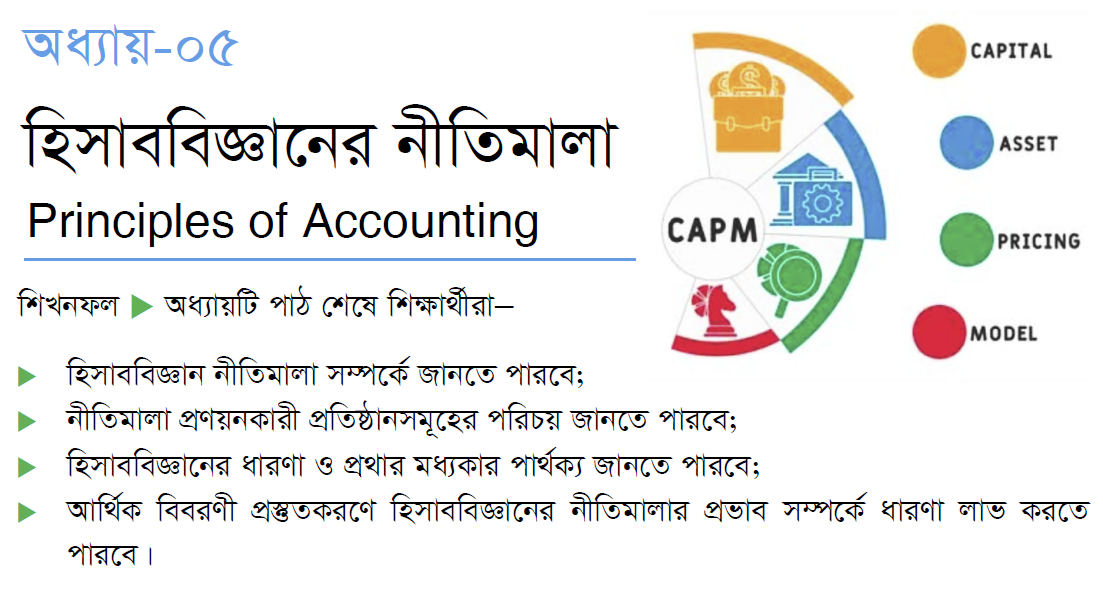 অধ্যায়-০৫
হিসাববিজ্ঞানের নীতিমালা
Principles of Accounting
CAPM
CAPITAL
ASSET
PRICING
MODEL
শিখনফল ▶ অধ্যায়টি পাঠ শেষে শিক্ষার্থীরা–
▶ হিসাববিজ্ঞান নীতিমালা সম্পর্কে জানতে পারবে;
▶ নীতিমালা প্রণয়নকারী প্রতিষ্ঠানসমূহের পরিচয় জানতে পারবে;
▶ হিসাববিজ্ঞানের ধারণা ও প্রথার মধ্যকার পার্থক্য জানতে পারবে;
▶ আর্থিক বিবরণী প্রস্তুতকরণে হিসাববিজ্ঞানের নীতিমালার প্রভাব সম্পর্কে ধারণা লাভ করতে
পারবে।